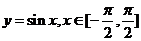 y = sin x, x ∈ [-π/2, π/2]